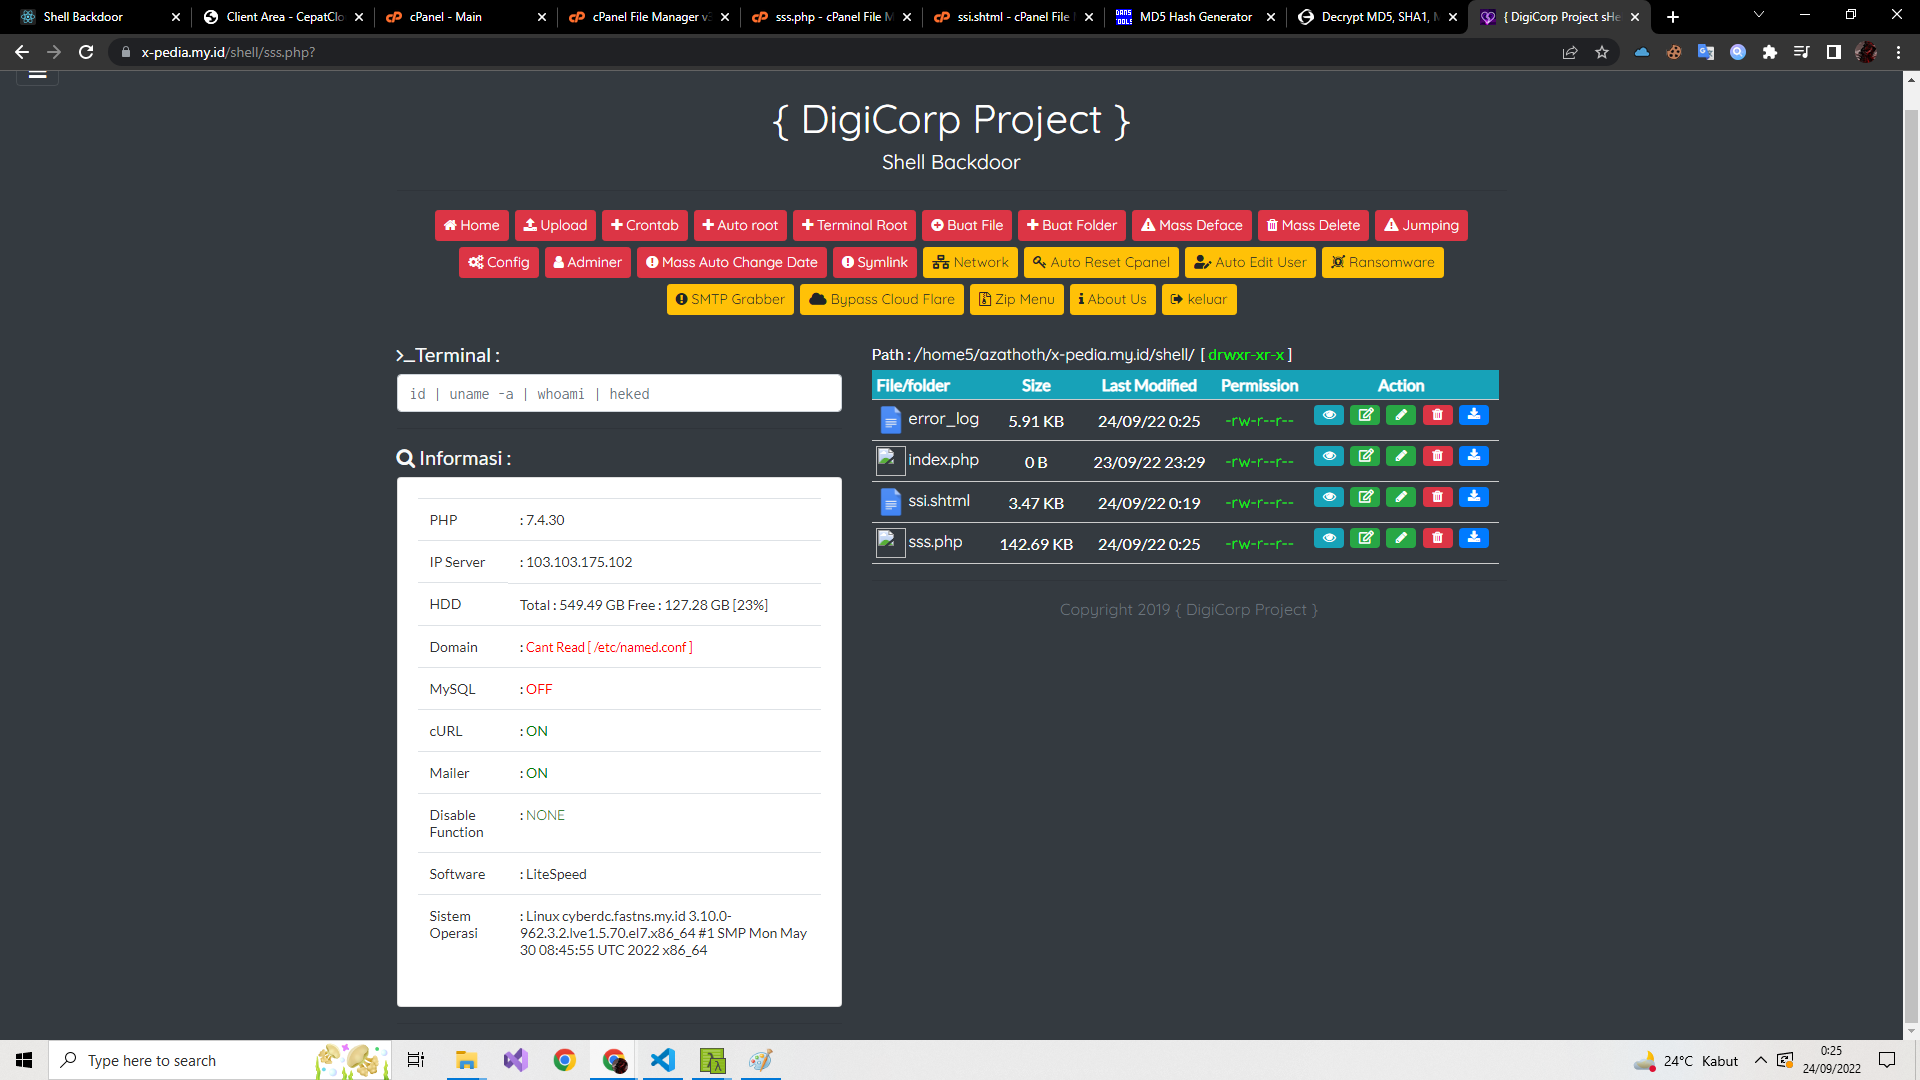 Shell Backdoor
Client Area - CepatClo
cPanel - Main
cPanel File Manager v3
sss.php - cPanel File M
ssi.shtml - cPanel File
MD5 Hash Generator
Decrypt MD5, SHA1, M
{ DigiCorp Project sHe
x-pedia.my.id/shell/sss.php?
{ DigiCorp Project }
Shell Backdoor
Home Upload Crontab Auto root Terminal Root Buat File Buat Folder Mass Deface Mass Delete Jumping
Config Adminer Mass Auto Change Date Symlink Network Auto Reset Cpanel Auto Edit User Ransomware
SMTP Grabber Bypass Cloud Flare Zip Menu About Us keluar
>_Terminal :
id | uname -a | whoami | heked
Informasi :
PHP : 7.4.30
IP Server : 103.103.175.102
HDD Total : 549.49 GB Free : 127.28 GB [23%]
Domain : Cant Read [ /etc/named.conf ]
MySQL : OFF
cURL : ON
Mailer : ON
Disable Function : NONE
Software : LiteSpeed
Sistem Operasi : Linux cyberdc.fastns.my.id 3.10.0-
962.3.2.lve1.5.70.el7.x86_64 #1 SMP Mon May
30 08:45:55 UTC 2022 x86_64
Path : /home5/azathoth/x-pedia.my.id/shell/ [ drwxr-xr-x ]
File/folder Size Last Modified Permission Action
error_log 5.91 KB 24/09/22 0:25 -rw-r--r--
index.php 0 B 23/09/22 23:29 -rw-r--r--
ssi.shtml 3.47 KB 24/09/22 0:19 -rw-r--r--
sss.php 142.69 KB 24/09/22 0:25 -rw-r--r--
Copyright 2019 { DigiCorp Project }
Type here to search
24°C Kabut
0:25
24/09/2022